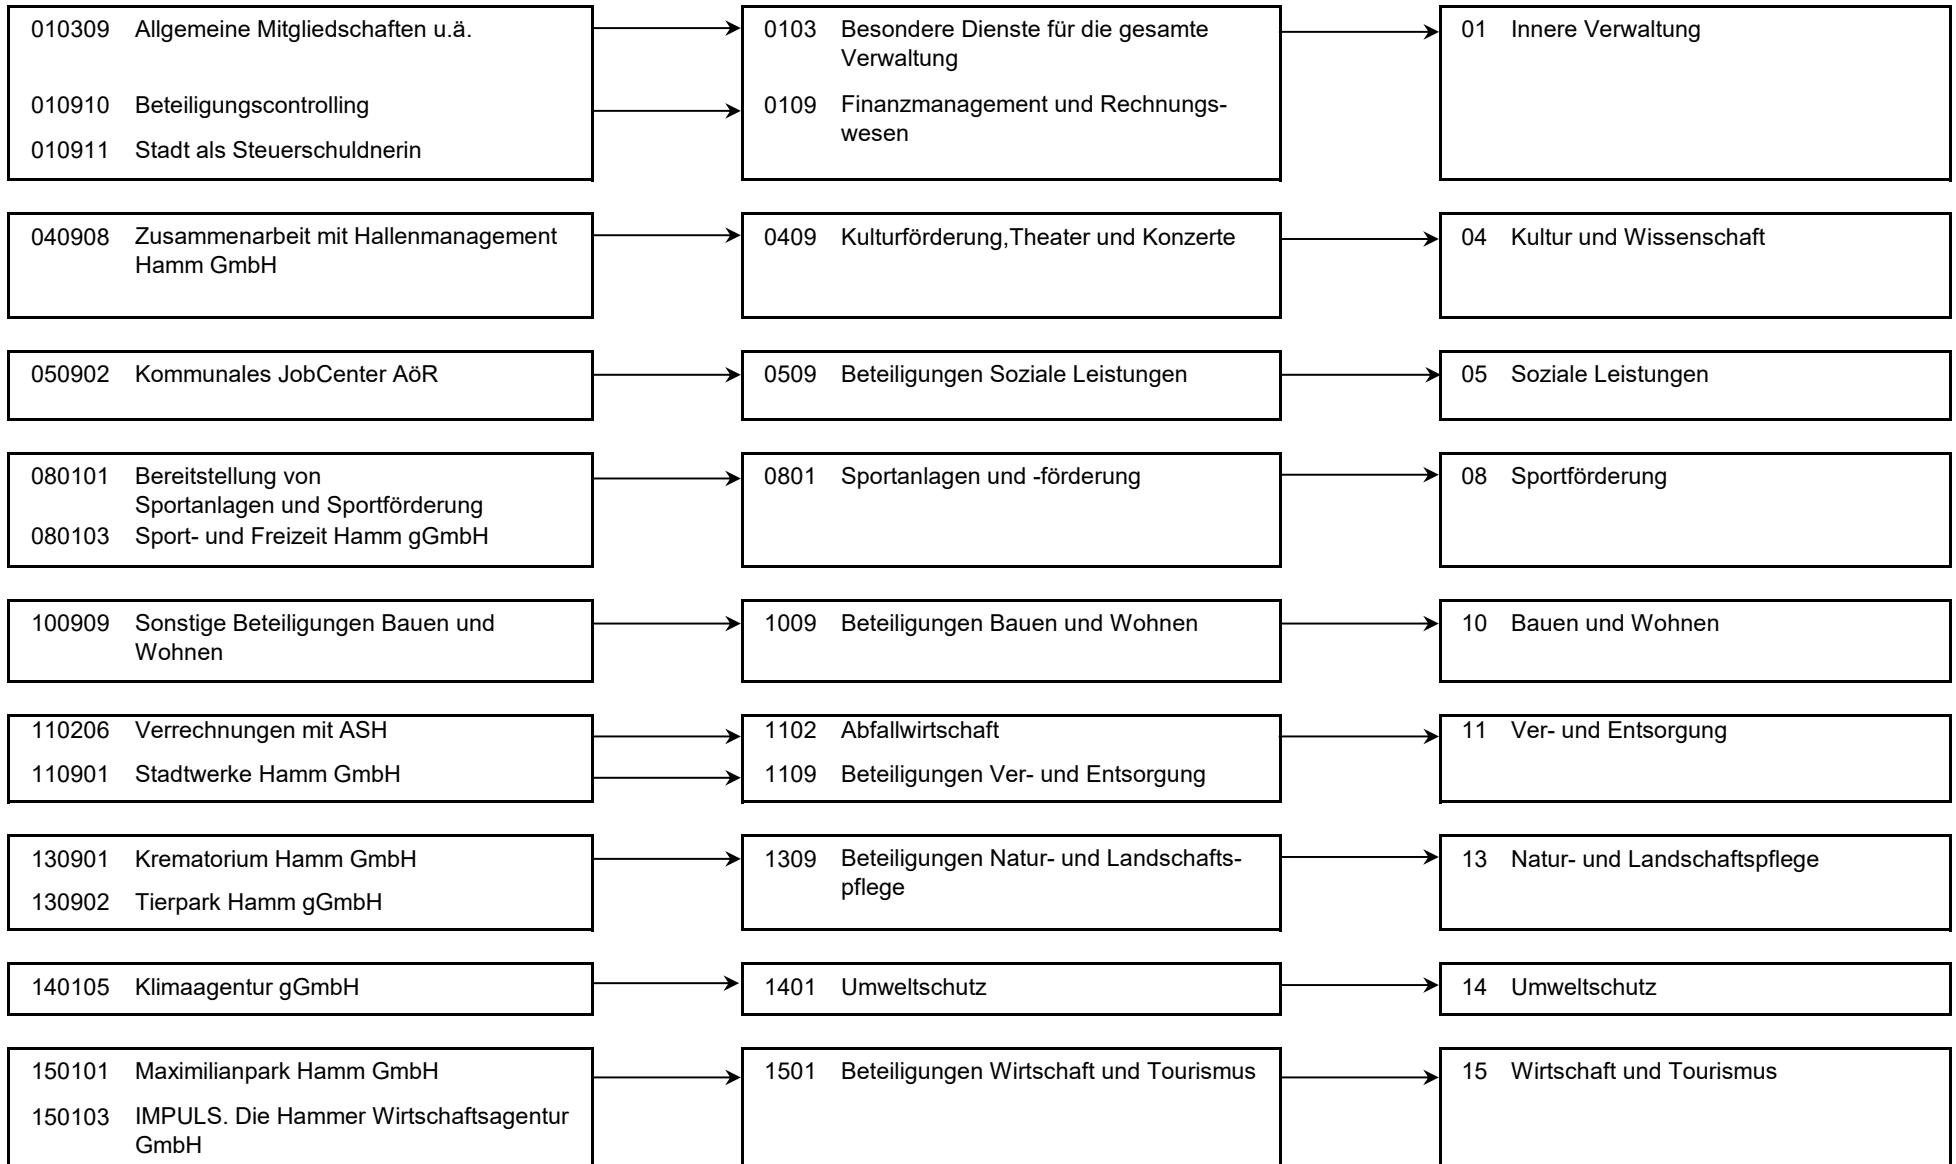 010309 Allgemeine Mitgliedschaften u.ä.
010910 Beteiligungscontrolling
010911 Stadt als Steuerschuldnerin
0103 Besondere Dienste für die gesamte
Verwaltung
0109 Finanzmanagement und Rechnungs-
wesen
01 Innere Verwaltung
040908 Zusammenarbeit mit Hallenmanagement
Hamm GmbH
0409 Kulturförderung,Theater und Konzerte
04 Kultur und Wissenschaft
050902 Kommunales JobCenter AöR
0509 Beteiligungen Soziale Leistungen
05 Soziale Leistungen
080101 Bereitstellung von
Sportanlagen und Sportförderung
080103 Sport- und Freizeit Hamm gGmbH
0801 Sportanlagen und -förderung
08 Sportförderung
100909 Sonstige Beteiligungen Bauen und
Wohnen
1009 Beteiligungen Bauen und Wohnen
10 Bauen und Wohnen
110206 Verrechnungen mit ASH
110901 Stadtwerke Hamm GmbH
1102 Abfallwirtschaft
1109 Beteiligungen Ver- und Entsorgung
11 Ver- und Entsorgung
130901 Krematorium Hamm GmbH
130902 Tierpark Hamm gGmbH
1309 Beteiligungen Natur- und Landschafts-
pflege
13 Natur- und Landschaftspflege
140105 Klimaagentur gGmbH
1401 Umweltschutz
14 Umweltschutz
150101 Maximilianpark Hamm GmbH
150103 IMPULS. Die Hammer Wirtschaftsagentur
GmbH
1501 Beteiligungen Wirtschaft und Tourismus
15 Wirtschaft und Tourismus